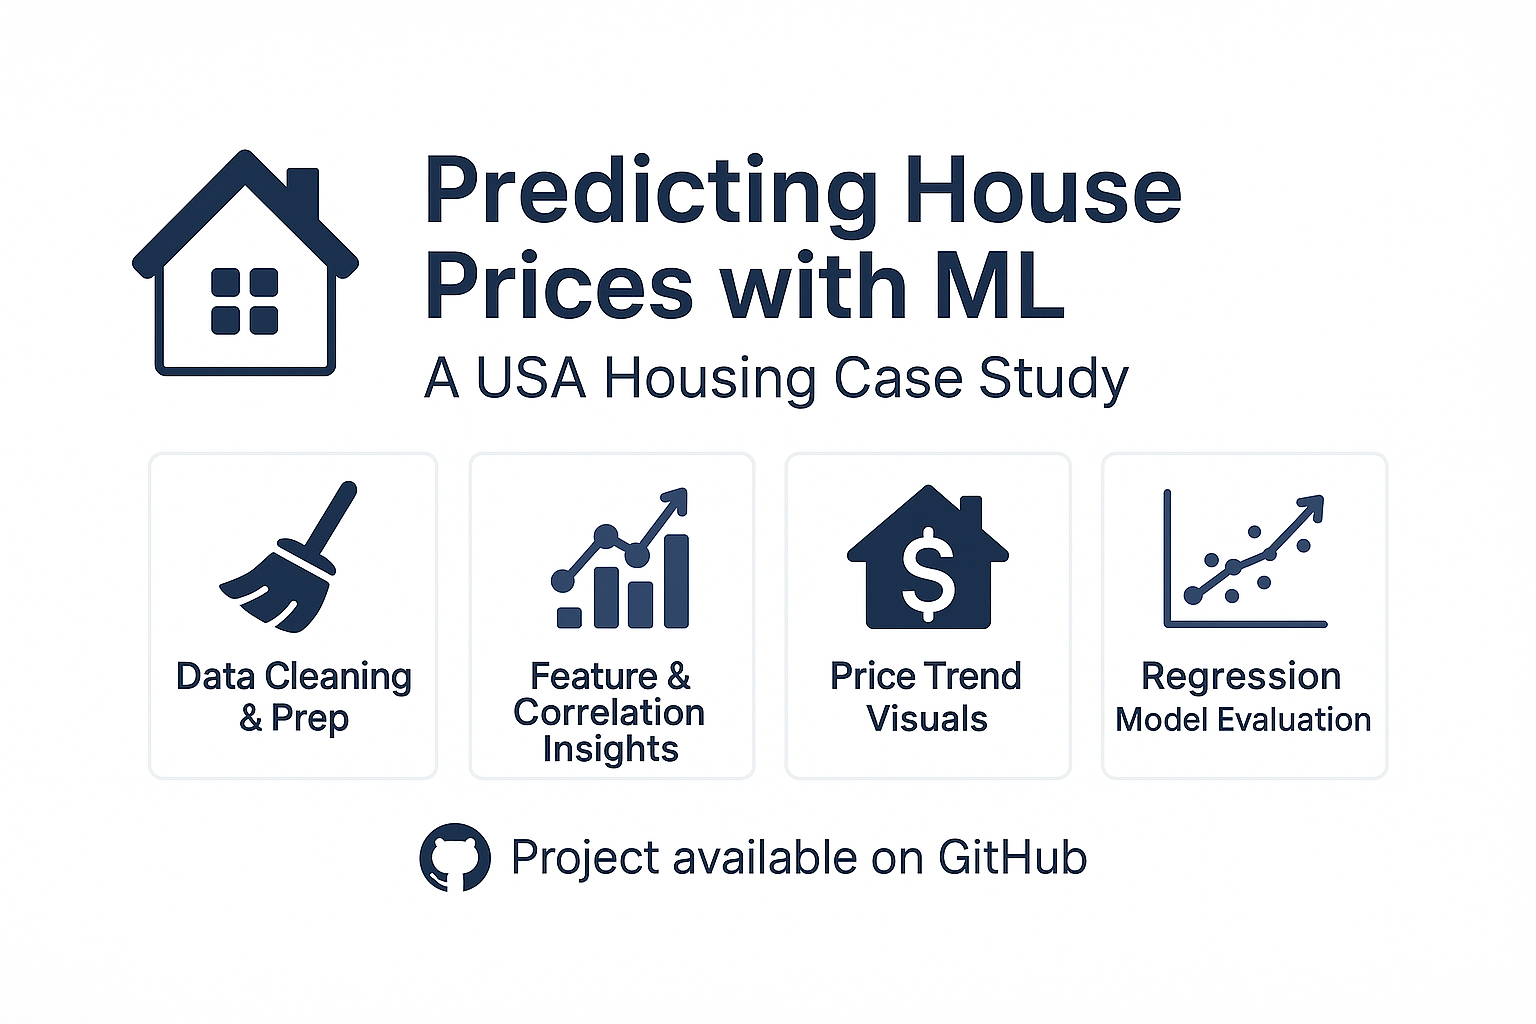 Predicting House
Prices with ML
A USA Housing Case Study
Data Cleaning
& Prep
Feature &
Correlation
Insights
Price Trend
Visuals
Regression
Model Evaluation
Project available on GitHub